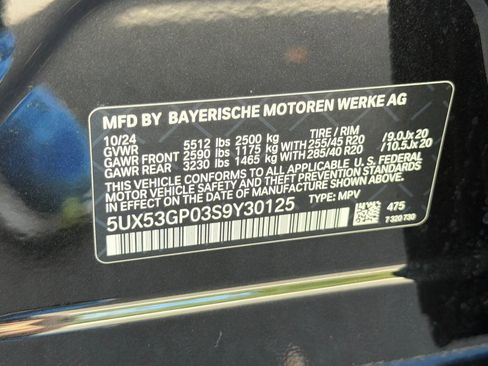 MFD BY BAYERISCHE MOTOREN WERKE AG
10/24 TIRE / RIM
GVWR 5512 lbs 2500 kg
GAWR FRONT 2590 lbs 1175 kg WITH 255/45 R20 /9.0Jx20
GAWR REAR 3230 lbs 1465 kg WITH 285/40 R20 /10.5Jx20
THIS VEHICLE CONFORMS TO ALL APPLICABLE U.S. FEDERAL
MOTOR VEHICLE SAFETY, BUMPER, AND THEFT PREVENTION STANDARDS
IN EFFECT ON THE DATE OF MANUFACTURE SHOWN ABOVE.
5UX53GP03S9Y30125 TYPE: MPV
475
7 320 730